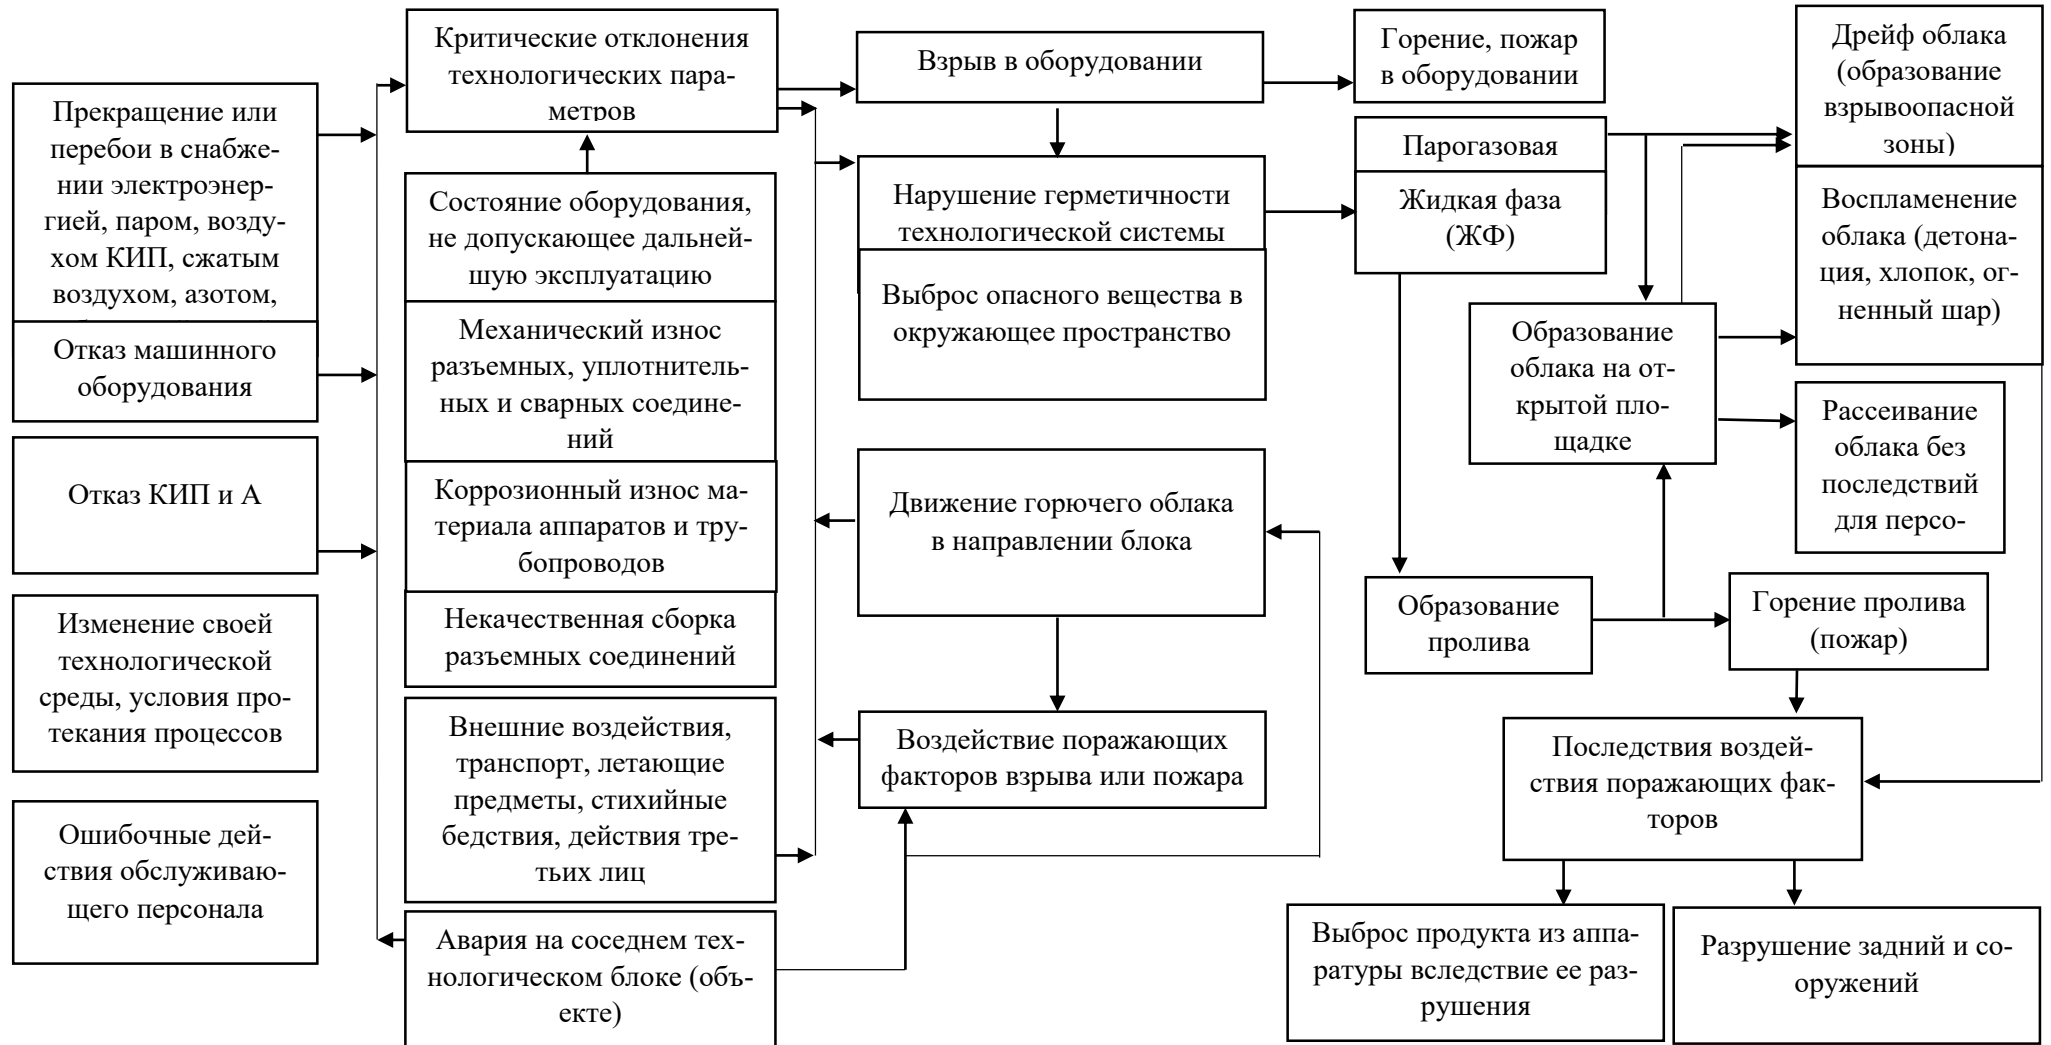 Прекращение или
перебои в снабже-
нии электроэнер-
гией, паром, возду-
хом КИП, сжатым
воздухом, азотом,
Отказ машинного
оборудования
Отказ КИП и А
Изменение своей
технологической
среды, условия про-
текания процессов
Ошибочные дей-
ствия обслуживаю-
щего персонала
Критические отклонения
технологических пара-
метров
Состояние оборудования,
не допускающее дальней-
шую эксплуатацию
Механический износ
разъемных, уплотнитель-
ных и сварных соедине-
ний
Коррозионный износ ма-
териала аппаратов и тру-
бопроводов
Некачественная сборка
разъемных соединений
Внешние воздействия,
транспорт, летающие
предметы, стихийные
бедствия, действия тре-
тьих лиц
Авария на соседнем тех-
нологическом блоке (объ-
екте)
Взрыв в оборудовании
Нарушение герметичности
технологической системы
Выброс опасного вещества в
окружающее пространство
Движение горючего облака
в направлении блока
Воздействие поражающих
факторов взрыва или пожара
Горение, пожар
в оборудовании
Парогазовая
Жидкая фаза
(ЖФ)
Образование
облака на от-
крытой пло-
щадке
Образование
пролива
Дрейф облака
(образование
взрывоопасной
зоны)
Воспламенение
облака (детона-
ция, хлопок, ог-
ненный шар)
Рассеивание
облака без
последствий
для персо-
Горение пролива
(пожар)
Последствия воздей-
ствия поражающих фак-
торов
Выброс продукта из аппа-
ратуры вследствие ее раз-
рушения
Разрушение задний и со-
оружений